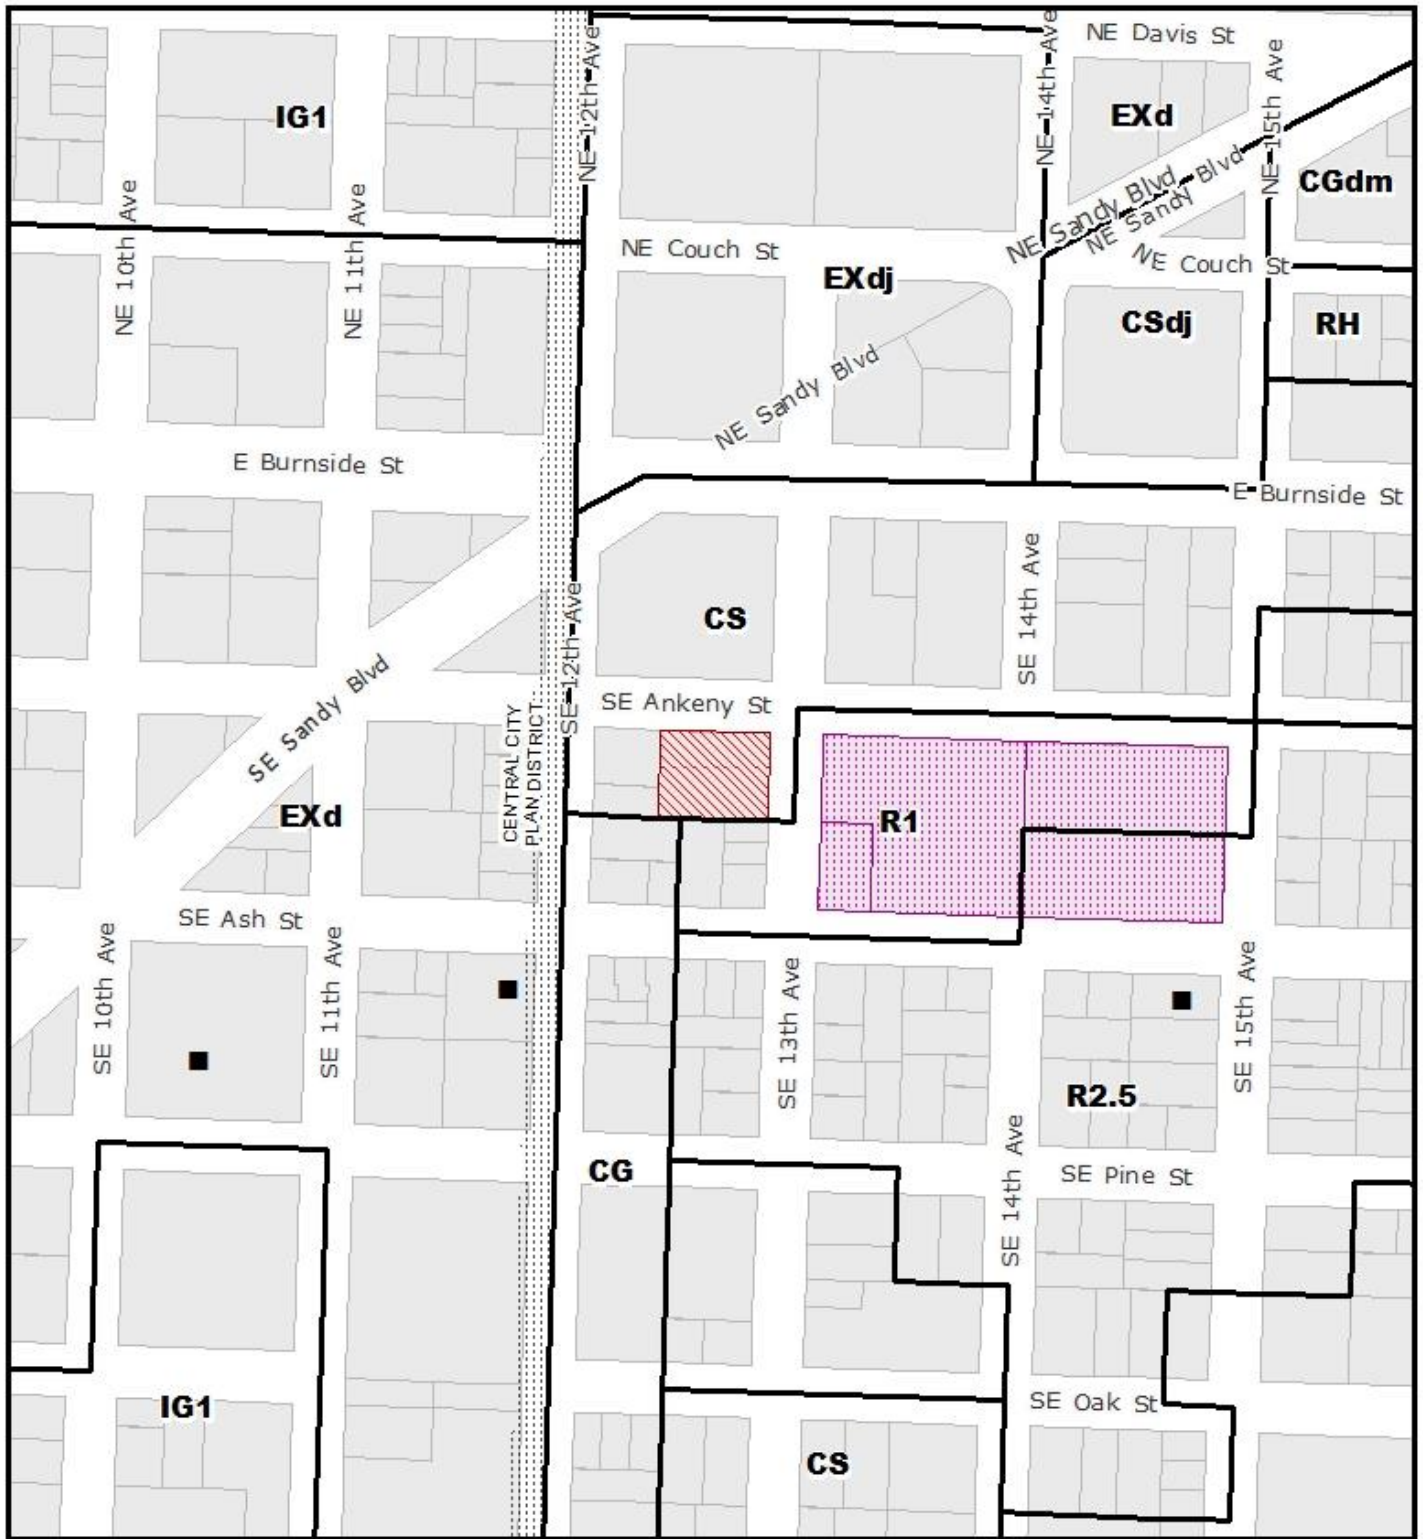 NE Davis St
NE 12th Ave
NE 14th Ave
NE 15th Ave
IG1
EXd
CGdm
NE Sandy Blvd
NE Sandy Blvd
NE 10th Ave
NE 11th Ave
NE Couch St
NE Couch St
EXdj
CSdj
RH
NE Sandy Blvd
E Burnside St
E Burnside St
SE 14th Ave
SE 12th Ave
CS
SE Sandy Blvd
SE Ankeny St
CENTRAL CITY
PLAN DISTRICT
EXd
R1
SE Ash St
SE 10th Ave
SE 11th Ave
SE 13th Ave
SE 15th Ave
R2.5
SE 14th Ave
CG
SE Pine St
IG1
SE Oak St
CS